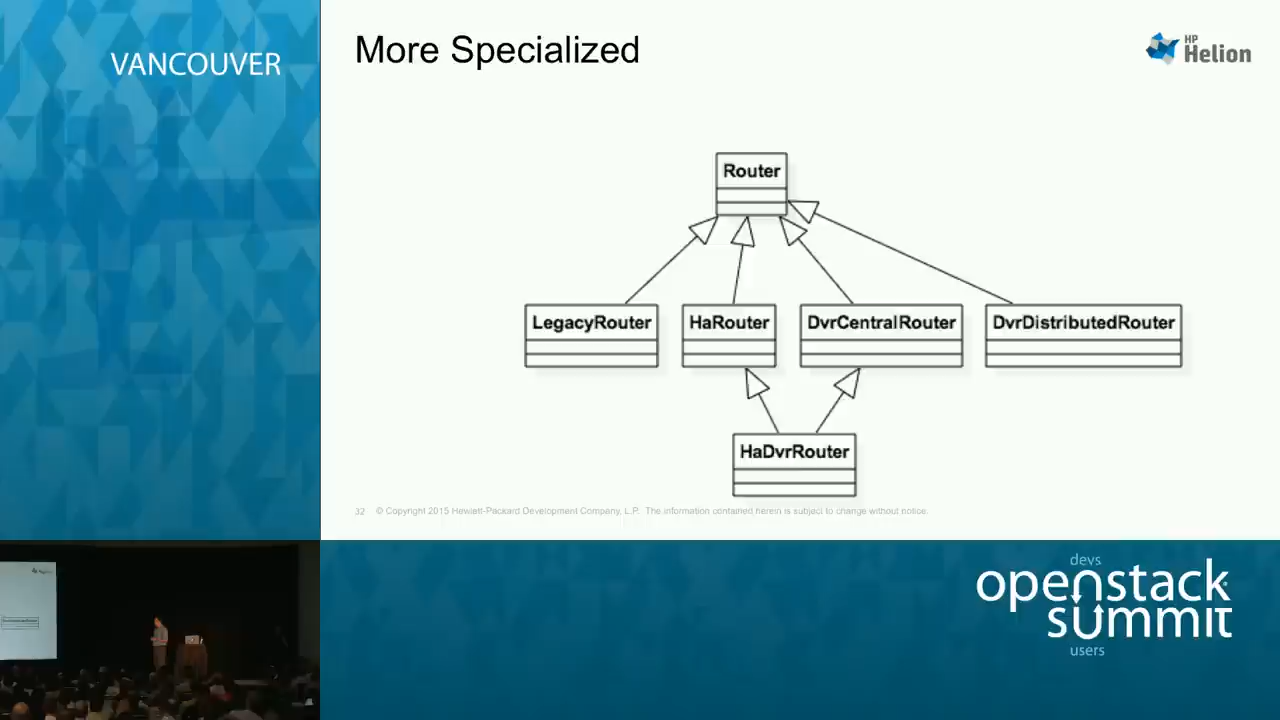 VANCOUVER
More Specialized
HP
Helion
Router
LegacyRouter
HaRouter
DvrCentralRouter
DvrDistributedRouter
HaDvrRouter
32 © Copyright 2015 Hewlett-Packard Development Company, L.P. The information contained herein is subject to change without notice.
devs
openstack
summit
users